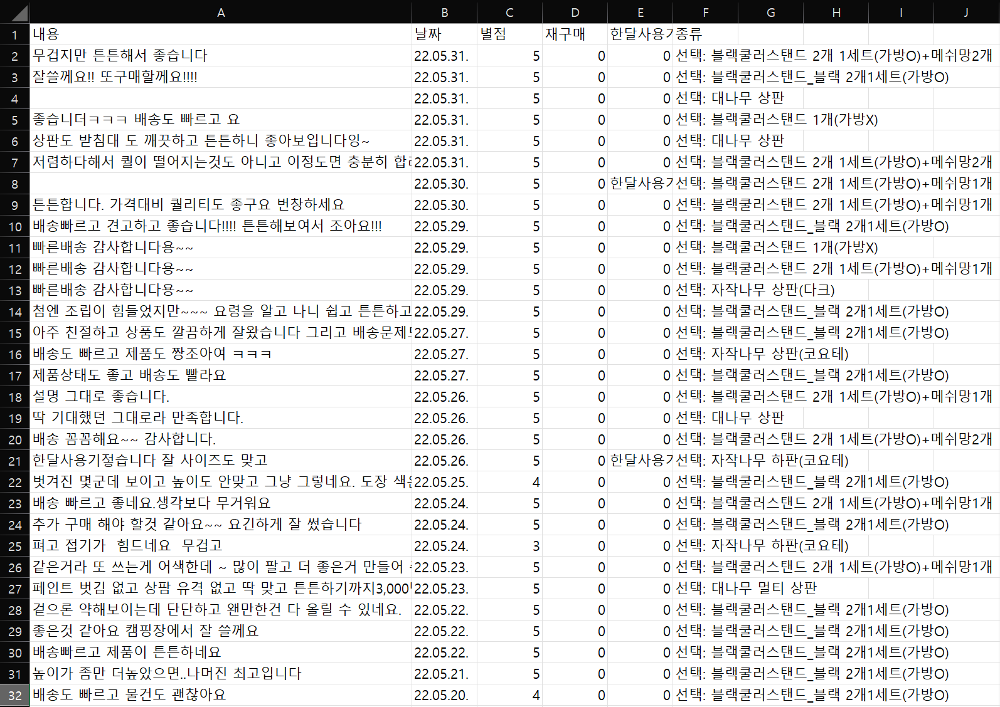 A B C D E F G H I J
1 내용 날짜 별점 재구매 한달사용기 종류
2 무겁지만 튼튼해서 좋습니다 22.05.31. 5 0 0 선택: 블랙쿨러스탠드 2개 1세트(가방O)+메쉬망2개
3 잘쓸께요!! 또구매할께요!!!! 22.05.31. 5 0 0 선택: 블랙쿨러스탠드_블랙 2개1세트(가방O)
4 22.05.31. 5 0 0 선택: 대나무 상판
5 좋습니더ㅋㅋㅋ 배송도 빠르고 요 22.05.31. 5 0 0 선택: 블랙쿨러스탠드 1개(가방X)
6 상판도 받침대 도 깨끗하고 튼튼하니 좋아보입니다잉~ 22.05.31. 5 0 0 선택: 대나무 상판
7 저렴하다해서 퀄이 떨어지는것도 아니고 이정도면 충분히 22.05.31. 5 0 0 선택: 블랙쿨러스탠드 2개 1세트(가방O)+메쉬망2개
8 22.05.30. 5 0 한달사용기 선택: 블랙쿨러스탠드 2개 1세트(가방O)+메쉬망1개
9 튼튼합니다. 가격대비 퀄리티도 좋구요 번창하세요 22.05.30. 5 0 0 선택: 블랙쿨러스탠드 2개 1세트(가방O)+메쉬망1개
10 배송빠르고 견고하고 좋습니다!!!! 튼튼해보여서 조아요!!! 22.05.29. 5 0 0 선택: 블랙쿨러스탠드_블랙 2개1세트(가방O)
11 빠른배송 감사합니다용~~ 22.05.29. 5 0 0 선택: 블랙쿨러스탠드 1개(가방X)
12 빠른배송 감사합니다용~~ 22.05.29. 5 0 0 선택: 블랙쿨러스탠드 2개 1세트(가방O)+메쉬망1개
13 빠른배송 감사합니다용~~ 22.05.29. 5 0 0 선택: 자작나무 상판(다크)
14 첨엔 조립이 힘들었지만~~~ 요령을 알고 나니 쉽고 튼튼하고 22.05.29. 5 0 0 선택: 블랙쿨러스탠드_블랙 2개1세트(가방O)
15 아주 친절하고 상품도 깔끔하게 잘왔습니다 그리고 배송문제도 22.05.27. 5 0 0 선택: 블랙쿨러스탠드_블랙 2개1세트(가방O)
16 배송도 빠르고 제품도 짱조아여 ㅋㅋㅋ 22.05.27. 5 0 0 선택: 자작나무 상판(코요테)
17 제품상태도 좋고 배송도 빨라요 22.05.27. 5 0 0 선택: 블랙쿨러스탠드_블랙 2개1세트(가방O)
18 설명 그대로 좋습니다. 22.05.26. 5 0 0 선택: 블랙쿨러스탠드 2개 1세트(가방O)+메쉬망1개
19 딱 기대했던 그대로라 만족합니다. 22.05.26. 5 0 0 선택: 대나무 상판
20 배송 꼼꼼해요~~ 감사합니다. 22.05.26. 5 0 0 선택: 블랙쿨러스탠드 2개 1세트(가방O)+메쉬망2개
21 한달사용기젛습니다 잘 사이즈도 맞고 22.05.26. 5 0 한달사용기 선택: 자작나무 하판(코요테)
22 벗겨진 몇군데 보이고 높이도 안맞고 그냥 그렇네요. 도장 22.05.25. 4 0 0 선택: 블랙쿨러스탠드_블랙 2개1세트(가방O)
23 배송 빠르고 좋네요.생각보다 무거워요 22.05.24. 5 0 0 선택: 블랙쿨러스탠드 2개 1세트(가방O)+메쉬망1개
24 추가 구매 해야 할것 같아요~~ 요긴하게 잘 썼습니다 22.05.24. 5 0 0 선택: 블랙쿨러스탠드_블랙 2개1세트(가방O)
25 펴고 접기가 힘드네요 무겁고 22.05.24. 3 0 0 선택: 자작나무 하판(코요테)
26 같은거라 또 쓰는게 어색한데 ~ 많이 팔고 더 좋은거 만들어 22.05.23. 5 0 0 선택: 블랙쿨러스탠드 2개 1세트(가방O)+메쉬망1개
27 페인트 벗김 없고 상팜 유격 없고 딱 맞고 튼튼하기까지3,000 22.05.23. 5 0 0 선택: 대나무 멀티 상판
28 겉으론 약해보이는데 단단하고 왠만한건 다 올릴 수 있네요. 22.05.22. 5 0 0 선택: 블랙쿨러스탠드_블랙 2개1세트(가방O)
29 좋은것 같아요 캠핑장에서 잘 쓸께요 22.05.22. 5 0 0 선택: 블랙쿨러스탠드_블랙 2개1세트(가방O)
30 배송빠르고 제품이 튼튼하네요 22.05.22. 5 0 0 선택: 블랙쿨러스탠드_블랙 2개1세트(가방O)
31 높이가 좀만 더높았으면..나머진 최고입니다 22.05.21. 5 0 0 선택: 블랙쿨러스탠드_블랙 2개1세트(가방O)
32 배송도 빠르고 물건도 괜찮아요 22.05.20. 4 0 0 선택: 블랙쿨러스탠드_블랙 2개1세트(가방O)